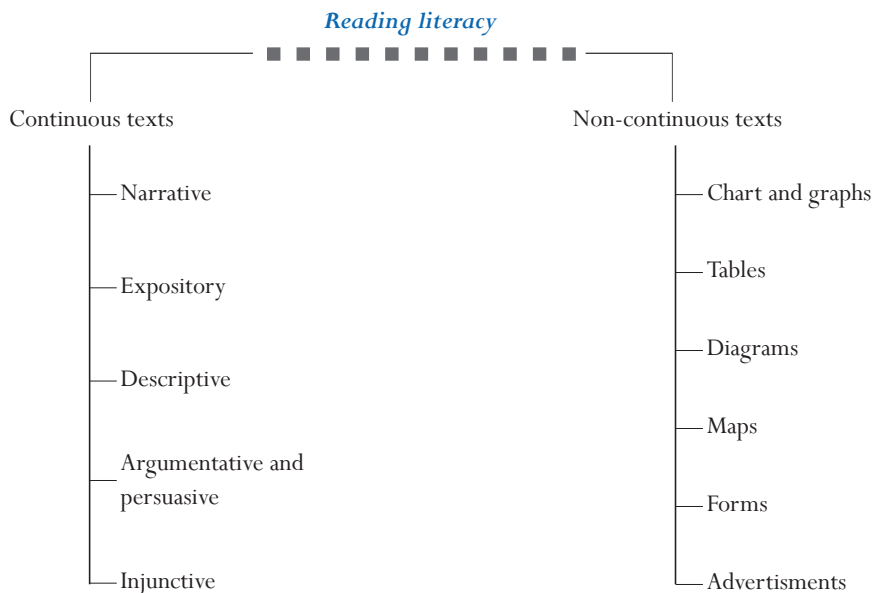 Reading literacy
Continuous texts
Narrative
Expository
Descriptive
Argumentative and
persuasive
Injunctive
Non-continuous texts
Chart and graphs
Tables
Diagrams
Maps
Forms
Advertisments